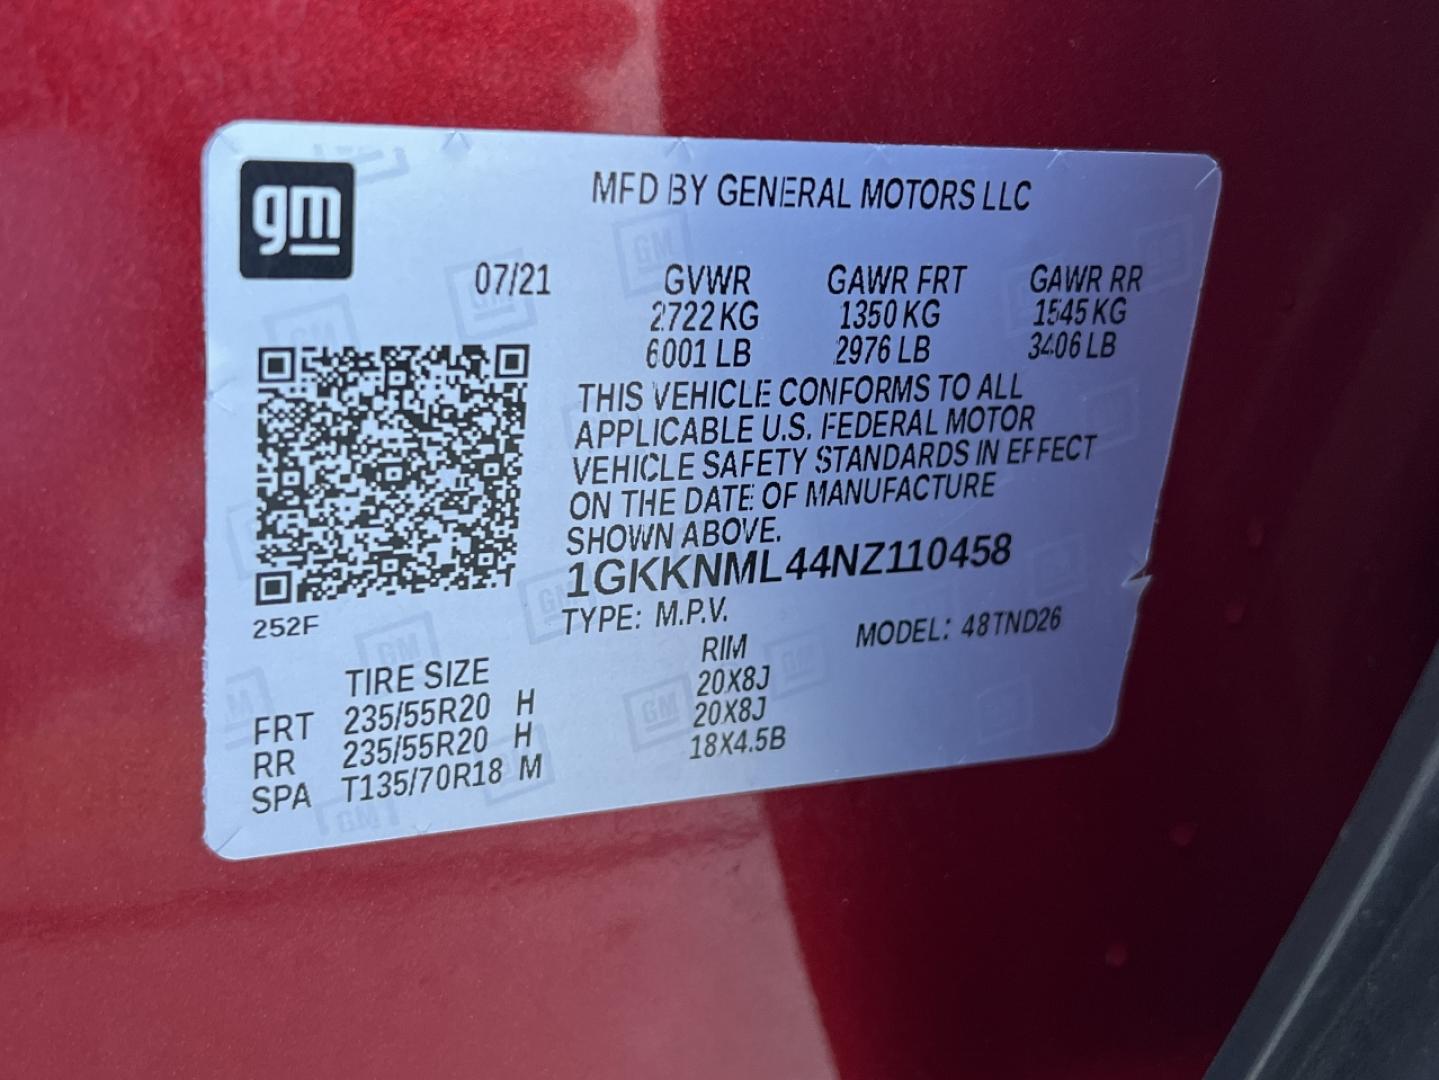 gm
MFD BY GENERAL MOTORS LLC
07/21 GVWR GAWR FRT GAWR RR
2722 KG 1350 KG 1545 KG
6001 LB 2976 LB 3406 LB
THIS VEHICLE CONFORMS TO ALL
APPLICABLE U.S. FEDERAL MOTOR
VEHICLE SAFETY STANDARDS IN EFFECT
ON THE DATE OF MANUFACTURE
SHOWN ABOVE.
1GKKNML44NZ110458
252F TYPE: M.P.V. MODEL: 48TND26
TIRE SIZE RIM
FRT 235/55R20 H 20X8J
RR 235/55R20 H 20X8J
SPA T135/70R18 M 18X4.5B